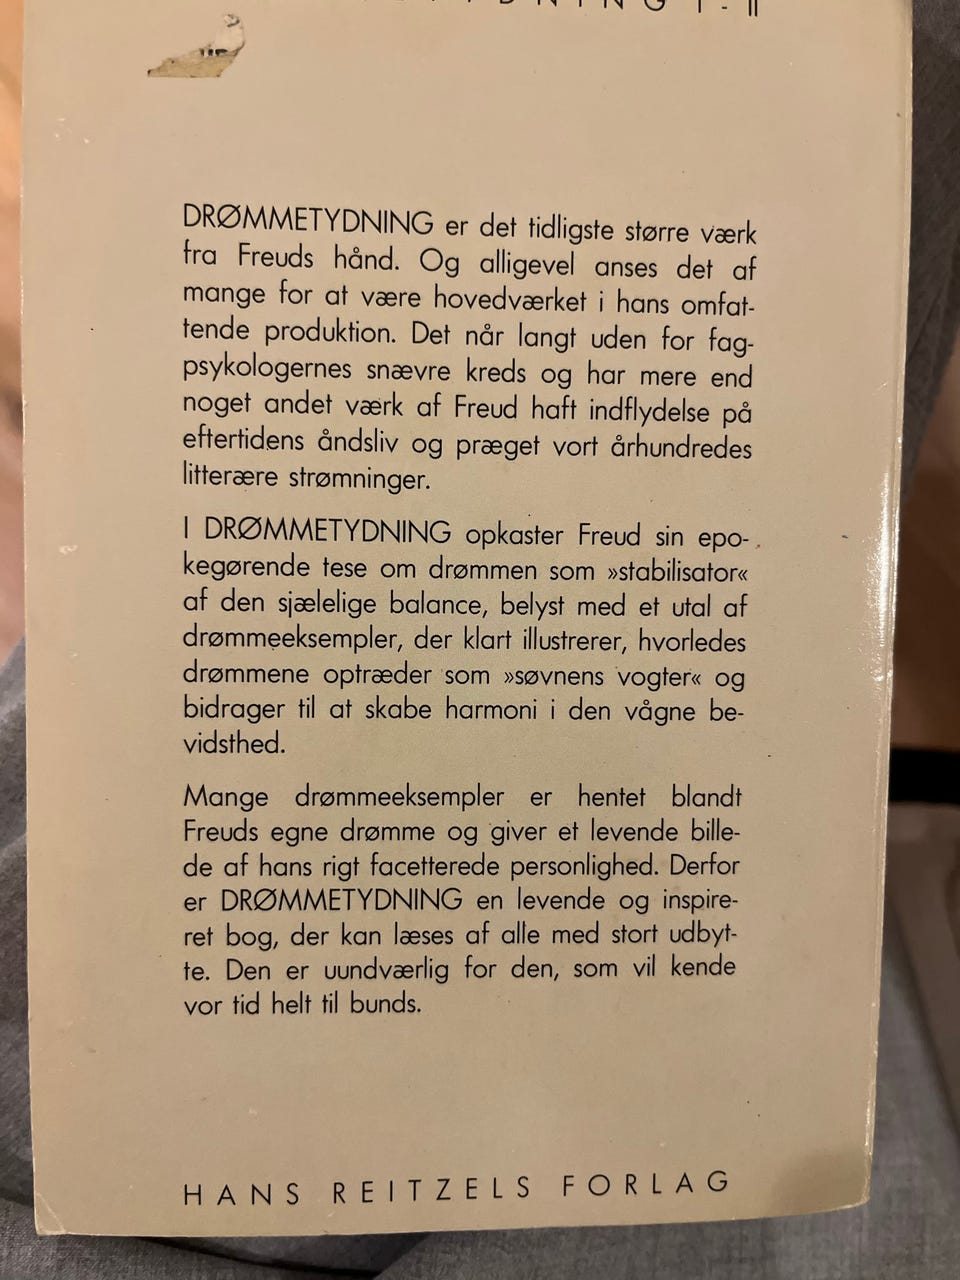 DRØMMETYDNING er det tidligste større værk
fra Freuds hånd. Og alligevel anses det af
mange for at være hovedværket i hans omfat-
tende produktion. Det når langt uden for fag-
psykologernes snævre kreds og har mere end
noget andet værk af Freud haft indflydelse på
eftertidens åndsliv og præget vort århundredes
litterære strømninger.
I DRØMMETYDNING opkaster Freud sin epo-
kegørende tese om drømmen som »stabilisator«
af den sjælelige balance, belyst med et utal af
drømmeeksempler, der klart illustrerer, hvorledes
drømmene optræder som »søvnens vogter« og
bidrager til at skabe harmoni i den vågne be-
vidsthed.
Mange drømmeeksempler er hentet blandt
Freuds egne drømme og giver et levende bille-
de af hans rigt facetterede personlighed. Derfor
er DRØMMETYDNING en levende og inspire-
ret bog, der kan læses af alle med stort udbyt-
te. Den er uundværlig for den, som vil kende
vor tid helt til bunds.
HANS REITZELS FORLAG